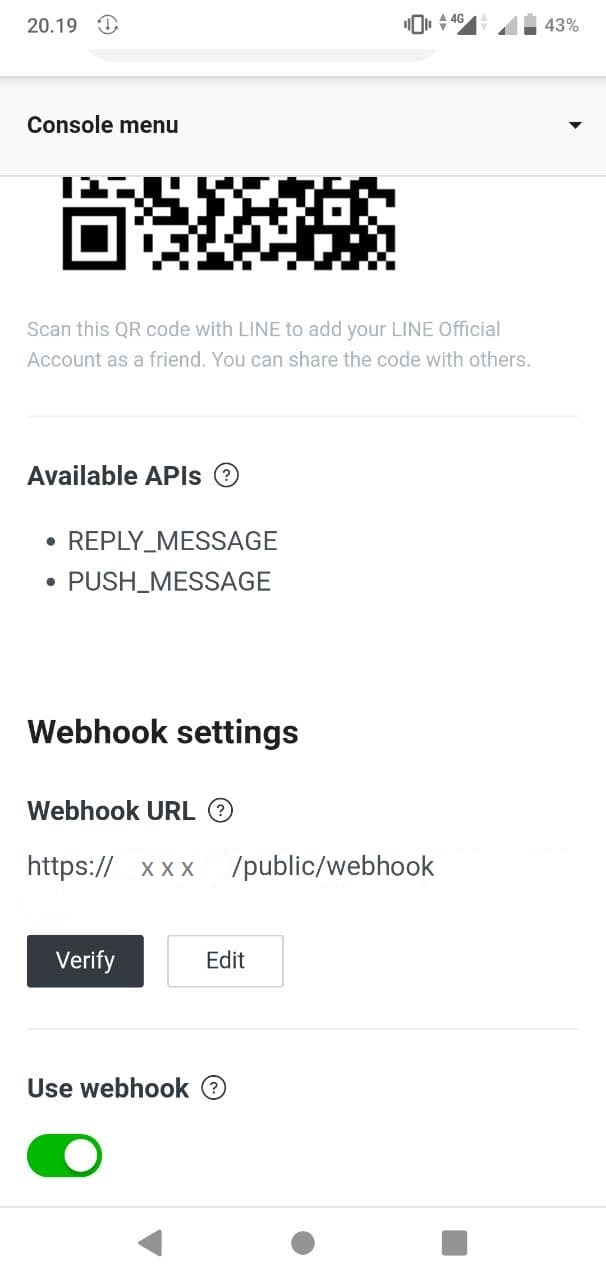 20.19 4G 43%
Console menu
Scan this QR code with LINE to add your LINE Official
Account as a friend. You can share the code with others.
Available APIs ?
• REPLY_MESSAGE
• PUSH_MESSAGE
Webhook settings
Webhook URL ?
https:// x x x /public/webhook
Verify Edit
Use webhook ?